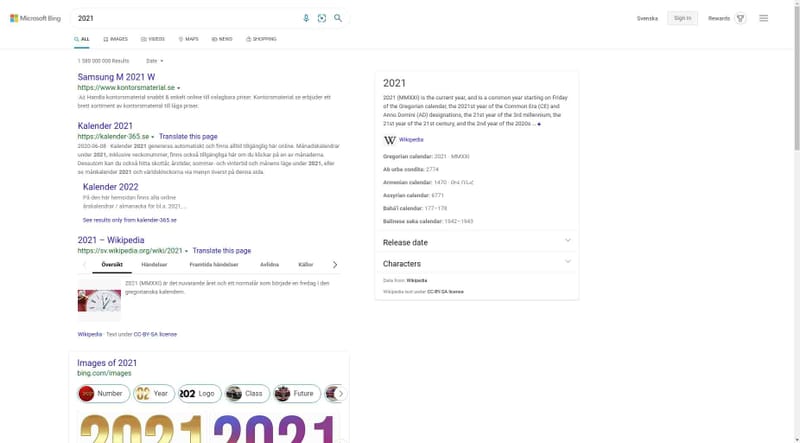 Microsoft Bing
2021
Svenska
Sign in
Rewards
ALL
IMAGES
VIDEOS
MAPS
NEWS
SHOPPING
1 580 000 000 Results
Date
Samsung M 2021 W
https://www.kontorsmaterial.se
Ad Handla kontorsmaterial snabbt & enkelt online till oslagbara priser. Kontorsmaterial.se erbjuder ett
brett sortiment av kontorsmaterial till låga priser.
Kalender 2021
https://kalender-365.se
Translate this page
2020-06-08 · Kalender 2021 genereras automatiskt och finns alltid tillgänglig här online. Månadskalendrar
under 2021, inklusive veckonummer, finns också tillgängliga här om du klickar på en av månaderna.
Dessutom kan du också hitta skottår, årstider, sommar- och vintertid och månens läge under 2021, eller
se månkalender 2021 och världsklockorna via menyn överst på denna sida.
Kalender 2022
På den här hemsidan finns alla online
årskalendrar / almanacka för bl.a. 2021, ...
See results only from kalender-365.se
2021 – Wikipedia
https://sv.wikipedia.org/wiki/2021
Translate this page
Översikt
Händelser
Framtida händelser
Avlidna
Källor
2021 (MMXXI) är det nuvarande året och ett normalår som började en fredag i den
gregorianska kalendern.
Wikipedia · Text under CC-BY-SA license
Images of 2021
bing.com/images
Number
Year
Logo
Class
Future
2021
2021
2021
2021 (MMXXI) is the current year, and is a common year starting on Friday
of the Gregorian calendar, the 2021st year of the Common Era (CE) and
Anno Domini (AD) designations, the 21st year of the 3rd millennium, the
21st year of the 21st century, and the 2nd year of the 2020s ...
Wikipedia
Gregorian calendar: 2021 · MMXXI
Ab urbe condita: 2774
Armenian calendar: 1470 ·
Assyrian calendar: 6771
Bahá'í calendar: 177–178
Balinese saka calendar: 1942–1943
Release date
Characters
Data from: Wikipedia
Wikipedia text under CC-BY-SA license